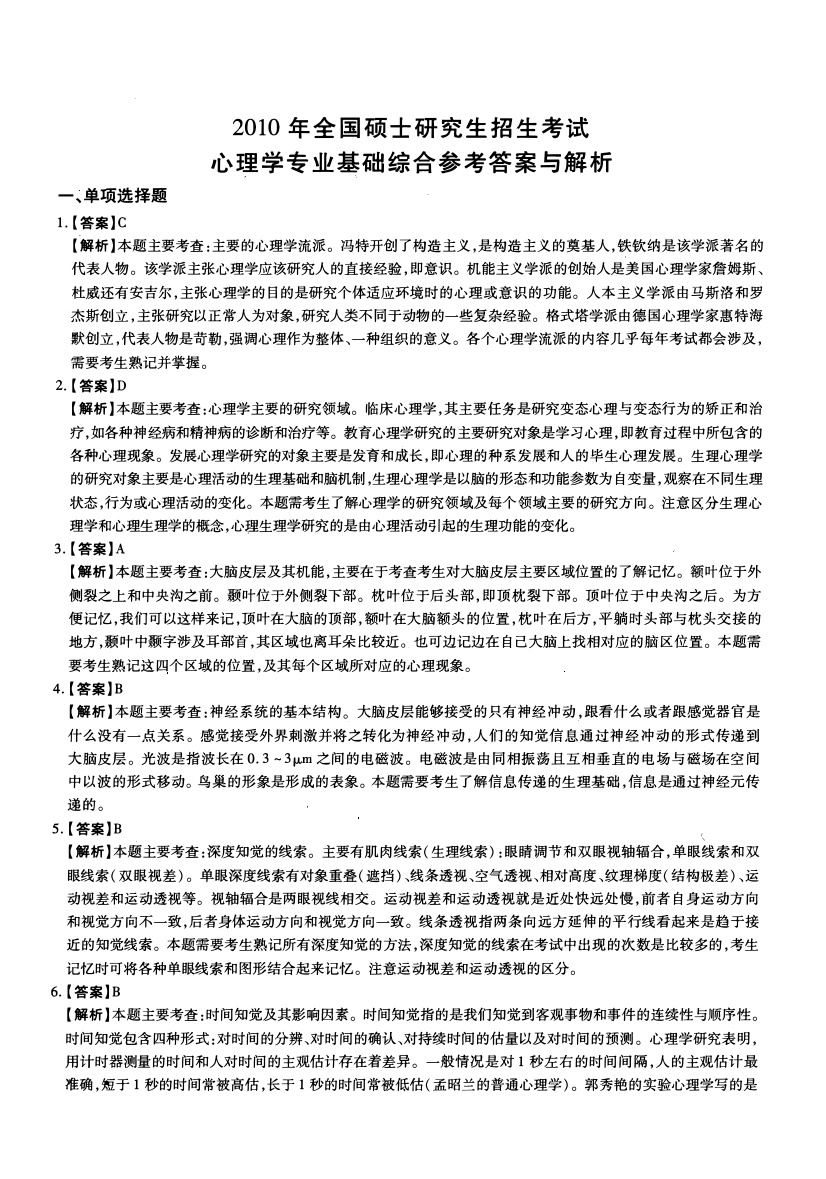 2010 年全国硕士研究生招生考试
心理学专业基础综合参考答案与解析
一、单项选择题
1.【答案】C
【解析】本题主要考查:主要的心理学流派。冯特开创了构造主义,是构造主义的奠基人,铁钦纳是该学派著名的
代表人物。该学派主张心理学应该研究人的直接经验,即意识。机能主义学派的创始人是美国心理学家詹姆斯、
杜威还有安吉尔,主张心理学的目的是研究个体适应环境时的心理或意识的功能。人本主义学派由马斯洛和罗
杰斯创立,主张研究以正常人为对象,研究人类不同于动物的一些复杂经验。格式塔学派由德国心理学家惠特海
默创立,代表人物是苛勒,强调心理作为整体、一种组织的意义。各个心理学流派的内容几乎每年考试都会涉及,
需要考生熟记并掌握。
2.【答案】D
【解析】本题主要考查:心理学主要的研究领域。临床心理学,其主要任务是研究变态心理与变态行为的矫正和治
疗,如各种神经病和精神病的诊断和治疗等。教育心理学研究的主要研究对象是学习心理,即教育过程中所包含的
各种心理现象。发展心理学研究的对象主要是发育和成长,即心理的种系发展和人的毕生心理发展。生理心理学
的研究对象主要是心理活动的生理基础和脑机制,生理心理学是以脑的形态和功能参数为自变量,观察在不同生理
状态,行为或心理活动的变化。本题需考生了解心理学的研究领域及每个领域主要的研究方向。注意区分生理心
理学和心理生理学的概念,心理生理学研究的是由心理活动引起的生理功能的变化。
3.【答案】A
【解析】本题主要考查:大脑皮层及其机能,主要在于考查考生对大脑皮层主要区域位置的了解记忆。额叶位于外
侧裂之上和中央沟之前。颞叶位于外侧裂下部。枕叶位于后头部,即顶枕裂下部。顶叶位于中央沟之后。为方
便记忆,我们可以这样来记,顶叶在大脑的顶部,额叶在大脑额头的位置,枕叶在后方,平躺时头部与枕头交接的
地方,颞叶中颞字涉及耳部首,其区域也离耳朵比较近。也可边记边在自己大脑上找相对应的脑区位置。本题需
要考生熟记这四个区域的位置,及其每个区域所对应的心理现象。
4.【答案】B
【解析】本题主要考查:神经系统的基本结构。大脑皮层能够接受的只有神经冲动,跟看什么或者跟感觉器官是
什么没有一点关系。感觉接受外界刺激并将之转化为神经冲动,人们的知觉信息通过神经冲动的形式传递到
大脑皮层。光波是指波长在 0.3~3μm 之间的电磁波。电磁波是由同相振荡且互相垂直的电场与磁场在空间
中以波的形式移动。鸟巢的形象是形成的表象。本题需要考生了解信息传递的生理基础,信息是通过神经元传
递的。
5.【答案】B
【解析】本题主要考查:深度知觉的线索。主要有肌肉线索(生理线索):眼睛调节和双眼视轴辐合,单眼线索和双
眼线索(双眼视差)。单眼深度线索有对象重叠(遮挡)、线条透视、空气透视、相对高度、纹理梯度(结构极差)、运
动视差和运动透视等。视轴辐合是两眼视线相交。运动视差和运动透视就是近处快远处慢,前者自身运动方向
和视觉方向不一致,后者身体运动方向和视觉方向一致。线条透视指两条向远方延伸的平行线看起来是趋于接
近的知觉线索。本题需要考生熟记所有深度知觉的方法,深度知觉的线索在考试中出现的次数是比较多的,考生
记忆时可将各种单眼线索和图形结合起来记忆。注意运动视差和运动透视的区分。
6.【答案】B
【解析】本题主要考查:时间知觉及其影响因素。时间知觉指的是我们知觉到客观事物和事件的连续性与顺序性。
时间知觉包含四种形式:对时间的分辨、对时间的确认、对持续时间的估量以及对时间的预测。心理学研究表明,
用计时器测量的时间和人对时间的主观估计存在着差异。一般情况是对 1 秒左右的时间间隔,人的主观估计最
准确,短于 1 秒的时间常被高估,长于 1 秒的时间常被低估(孟昭兰的普通心理学)。郭秀艳的实验心理学写的是